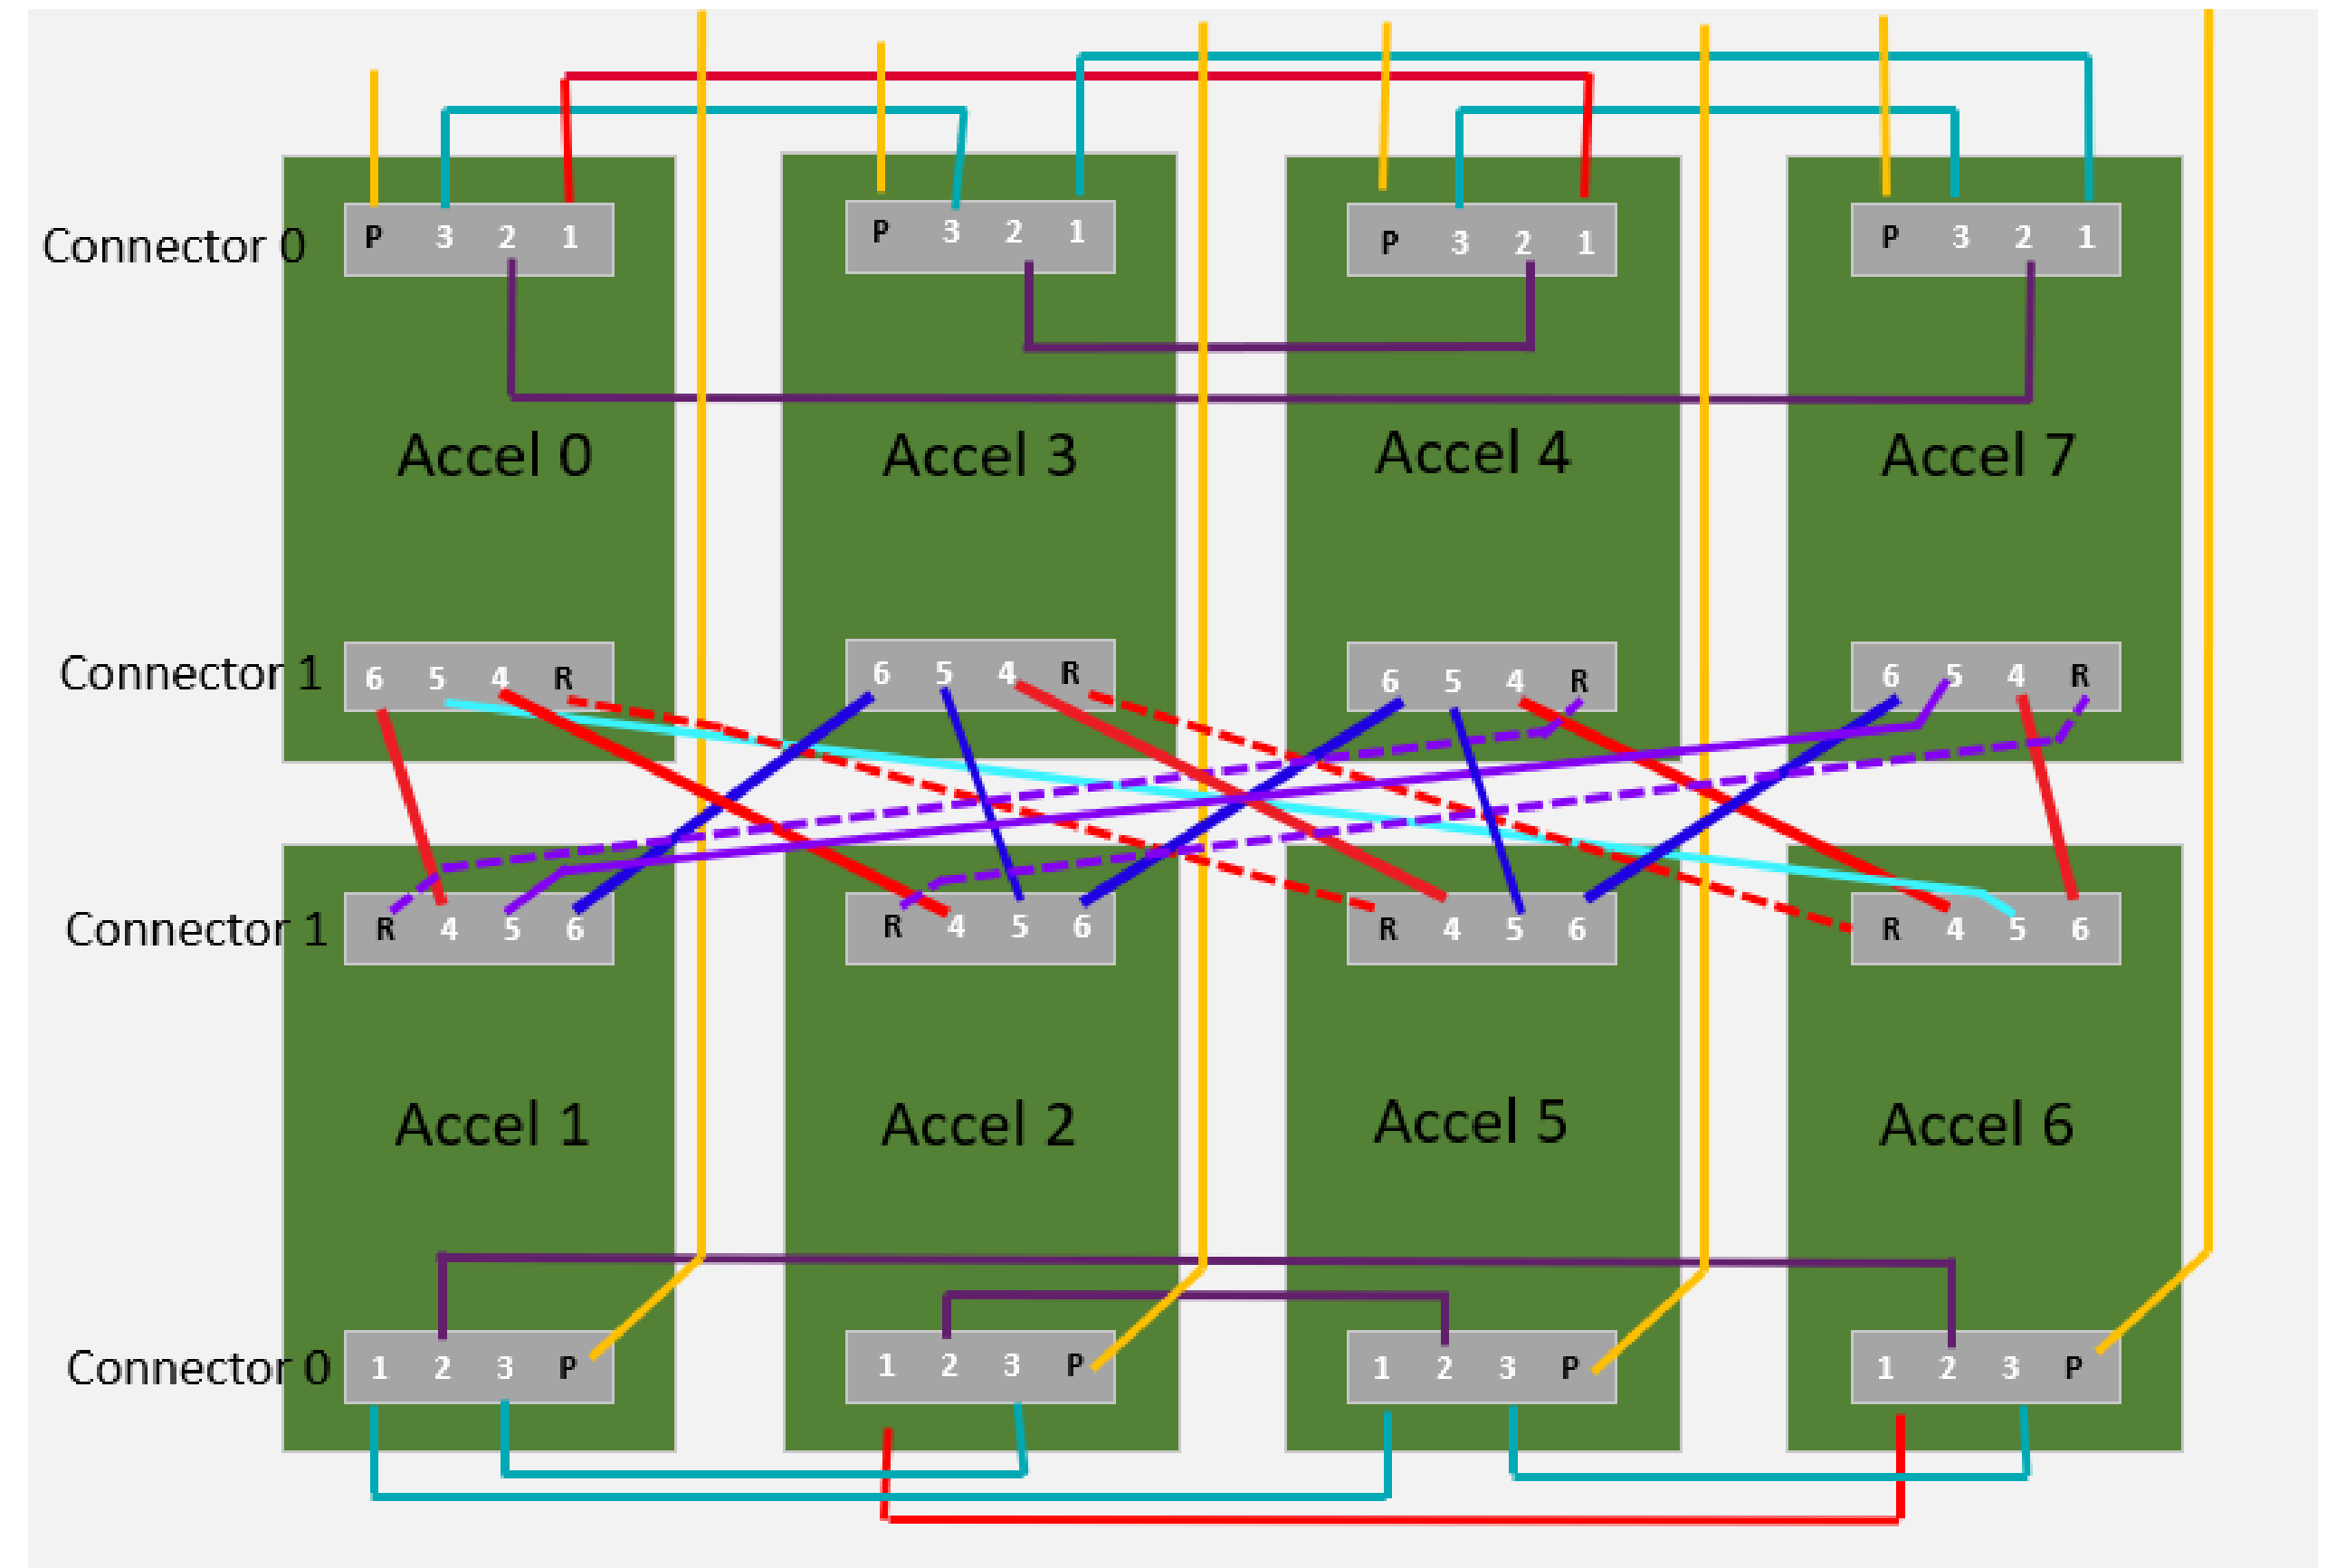 Connector 0
P 3 2 1
P 3 2 1
P 3 2 1
P 3 2 1
Accel 0
Accel 3
Accel 4
Accel 7
Connector 1
6 5 4 R
6 5 4 R
6 5 4 R
6 5 4 R
Connector 1
R 4 5 6
R 4 5 6
R 4 5 6
R 4 5 6
Accel 1
Accel 2
Accel 5
Accel 6
Connector 0
1 2 3 P
1 2 3 P
1 2 3 P
1 2 3 P